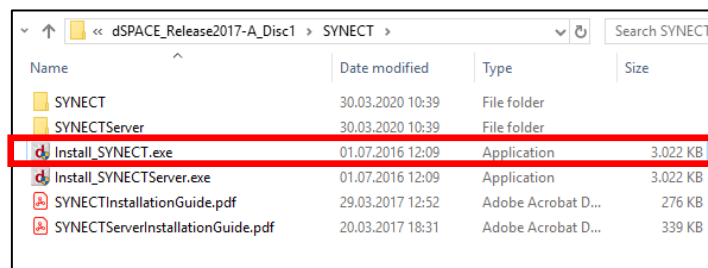 « dSPACE_Release2017-A_Disc1 > SYNECT > Search SYNECT
Name Date modified Type Size
SYNECT 30.03.2020 10:39 File folder
SYNECTServer 30.03.2020 10:39 File folder
Install_SYNECT.exe 01.07.2016 12:09 Application 3.022 KB
Install_SYNECTServer.exe 01.07.2016 12:09 Application 3.022 KB
SYNECTInstallationGuide.pdf 29.03.2017 12:52 Adobe Acrobat D... 276 KB
SYNECTServerInstallationGuide.pdf 20.03.2017 18:31 Adobe Acrobat D... 339 KB